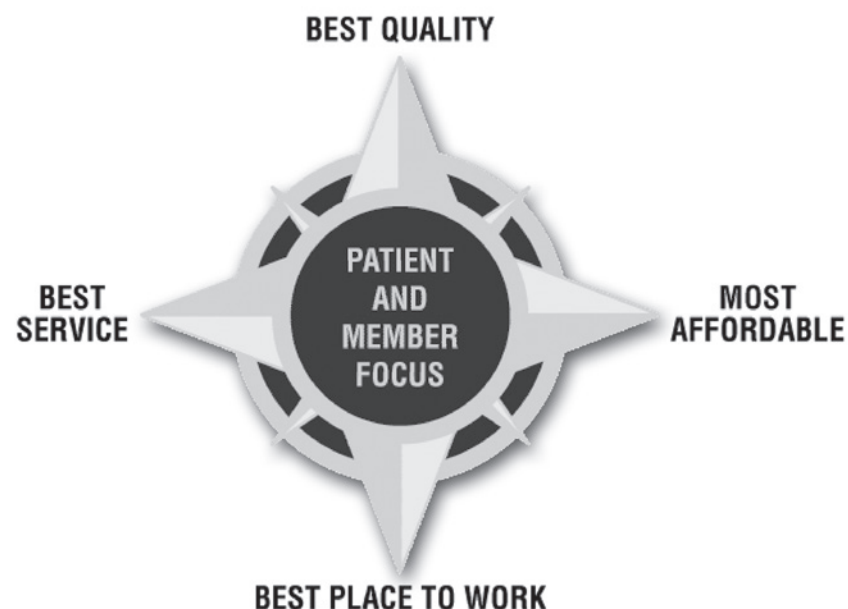 BEST QUALITY
PATIENT
AND
MEMBER
FOCUS
BEST
SERVICE
MOST
AFFORDABLE
BEST PLACE TO WORK